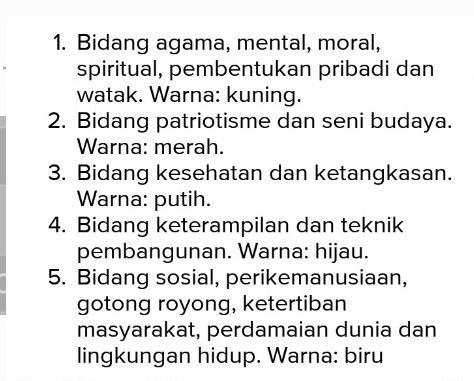 1. Bidang agama, mental, moral,
spiritual, pembentukan pribadi dan
watak. Warna: kuning.
2. Bidang patriotisme dan seni budaya.
Warna: merah.
3. Bidang kesehatan dan ketangkasan.
Warna: putih.
4. Bidang keterampilan dan teknik
pembangunan. Warna: hijau.
5. Bidang sosial, perikemanusiaan,
gotong royong, ketertiban
masyarakat, perdamaian dunia dan
lingkungan hidup. Warna: biru